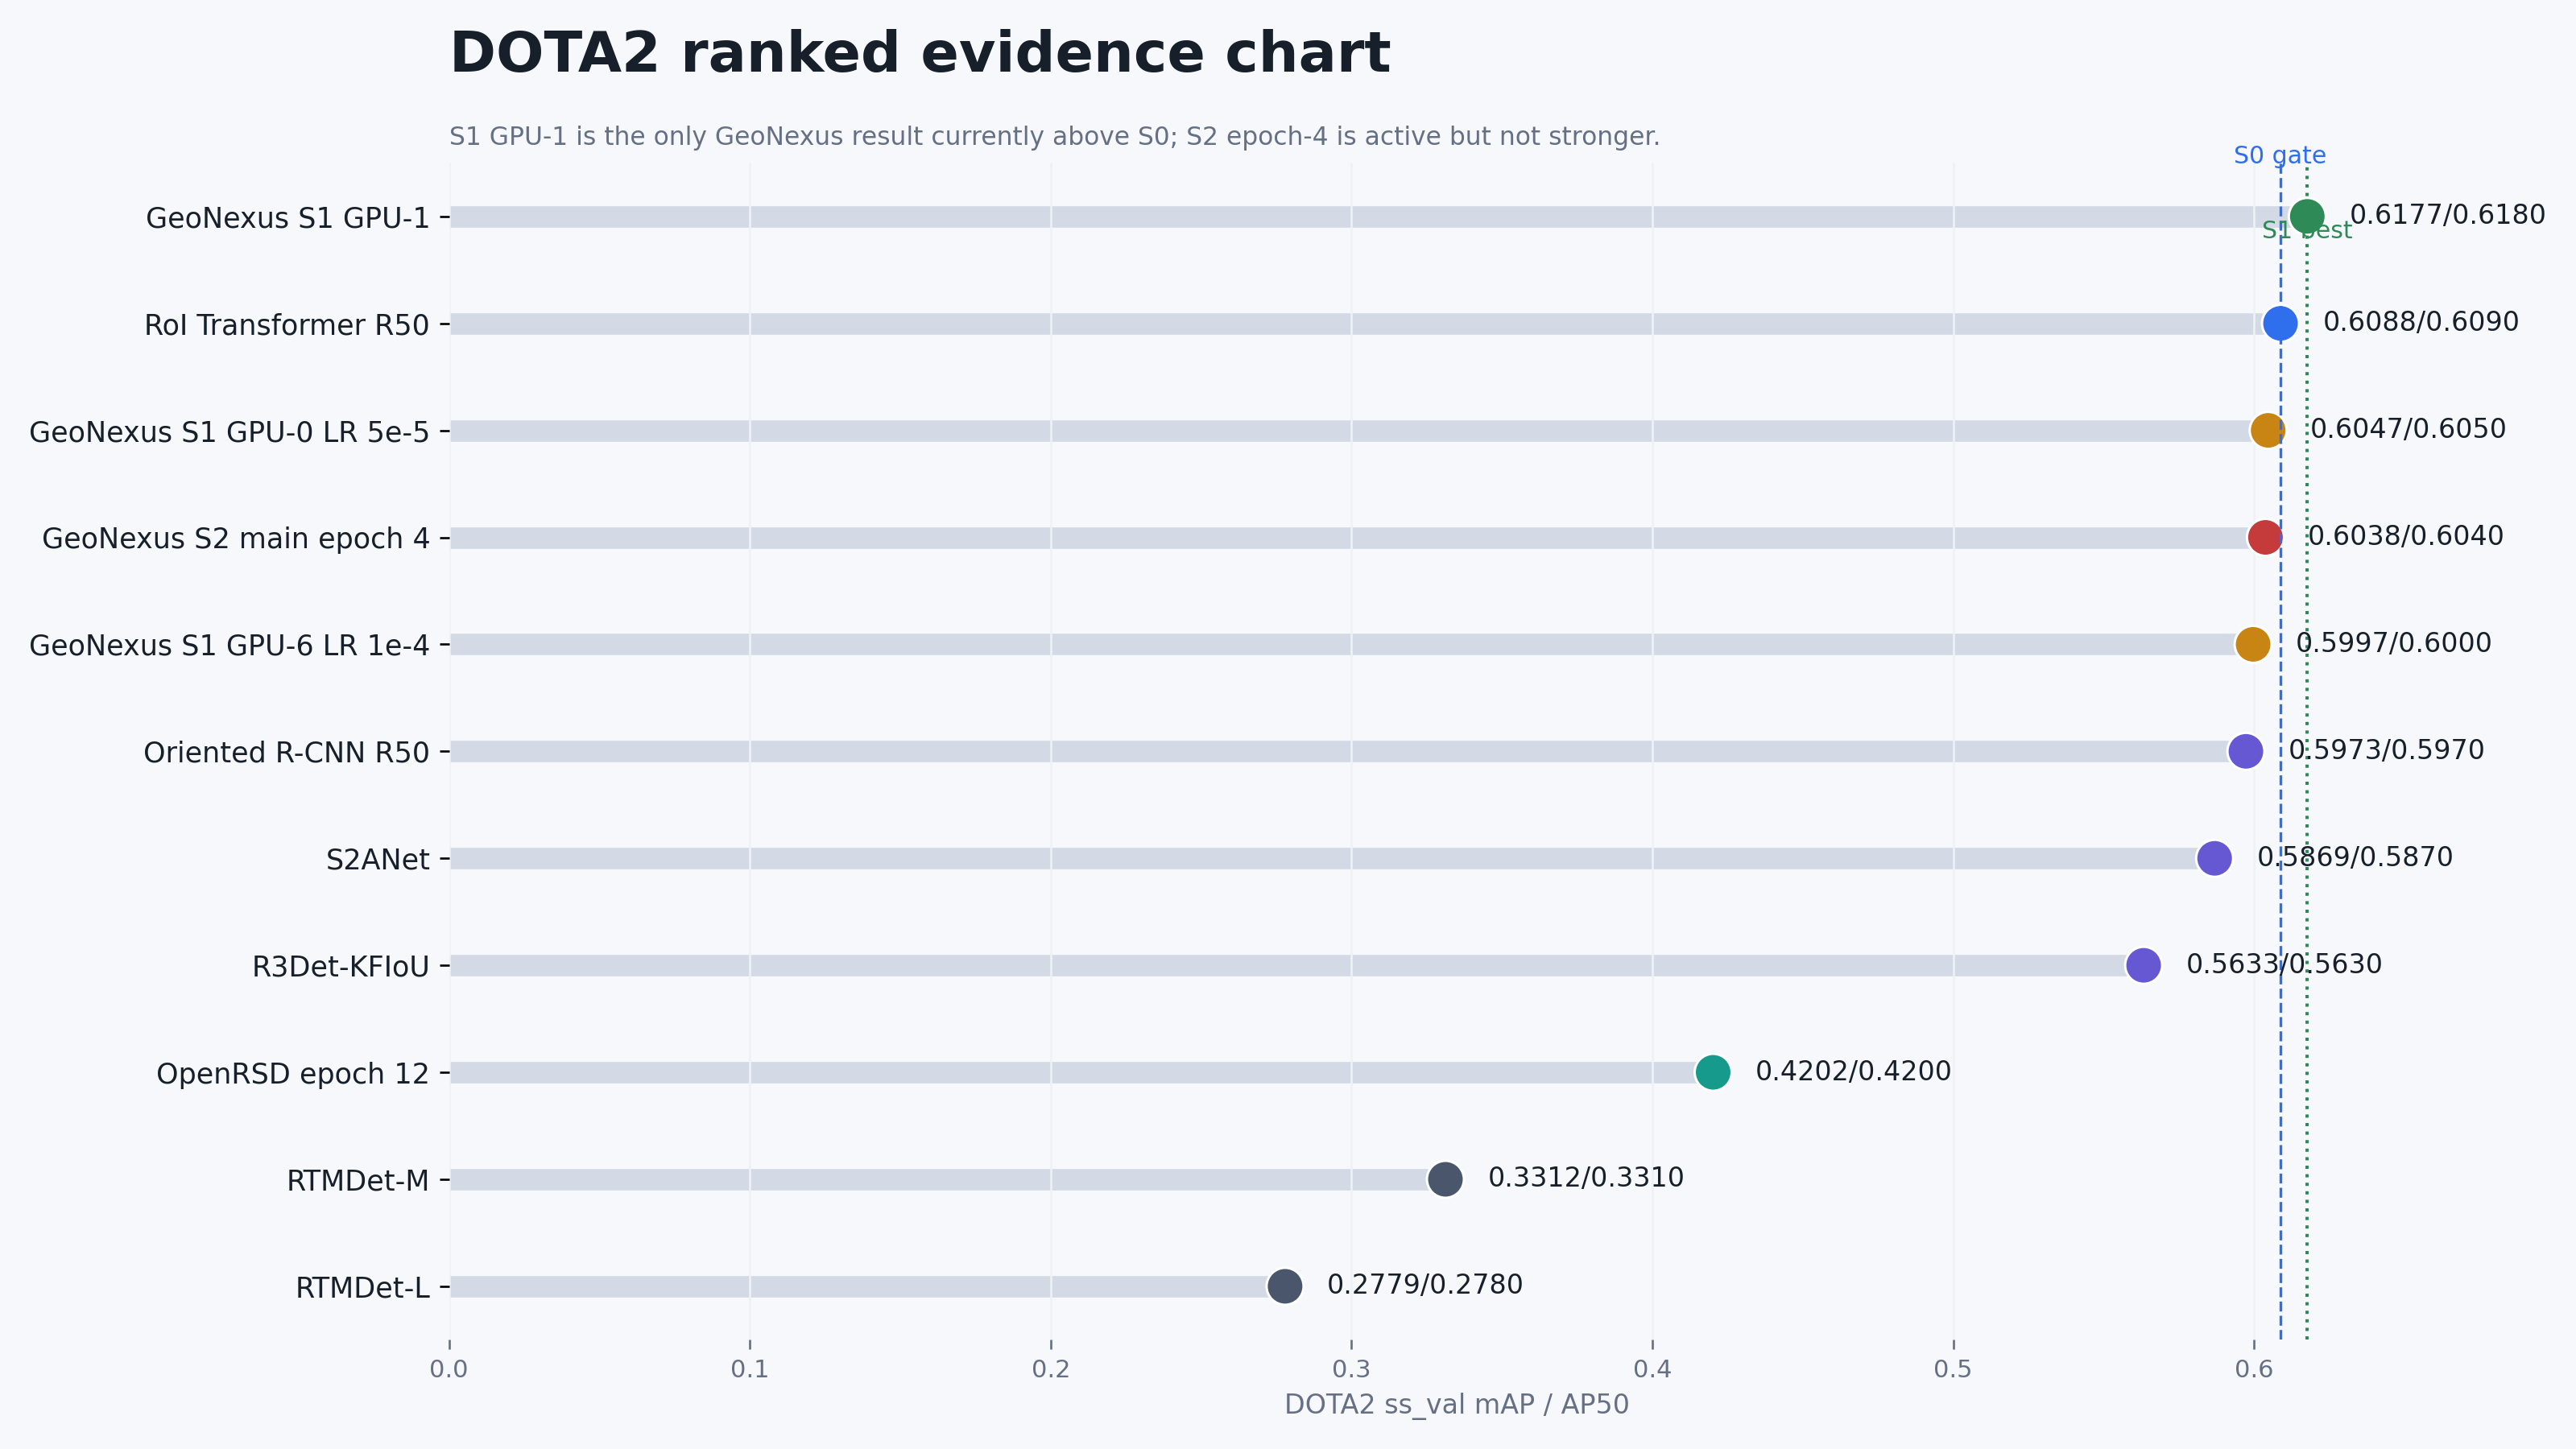 DOTA2 ranked evidence chart
S1 GPU-1 is the only GeoNexus result currently above S0; S2 epoch-4 is active but not stronger.
S0 gate
GeoNexus S1 GPU-1 0.6177/0.6180
S1 best
RoI Transformer R50 0.6088/0.6090
GeoNexus S1 GPU-0 LR 5e-5 0.6047/0.6050
GeoNexus S2 main epoch 4 0.6038/0.6040
GeoNexus S1 GPU-6 LR 1e-4 0.5997/0.6000
Oriented R-CNN R50 0.5973/0.5970
S2ANet 0.5869/0.5870
R3Det-KFIoU 0.5633/0.5630
OpenRSD epoch 12 0.4202/0.4200
RTMDet-M 0.3312/0.3310
RTMDet-L 0.2779/0.2780
0.0 0.1 0.2 0.3 0.4 0.5 0.6
DOTA2 ss_val mAP / AP50